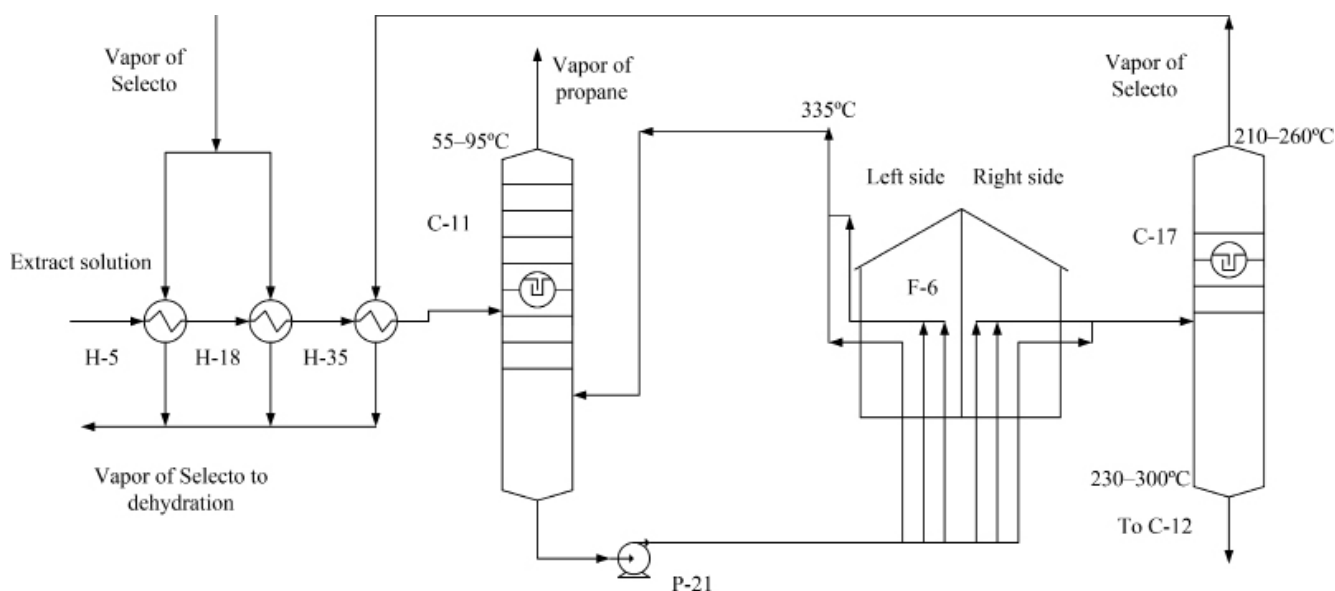 Vapor of
Selecto
Vapor of
propane
Vapor of
Selecto
335ºC
55–95ºC
210–260ºC
Left side
Right side
C-11
C-17
Extract solution
F-6
H-5
H-18
H-35
Vapor of Selecto to
dehydration
230–300ºC
To C-12
P-21